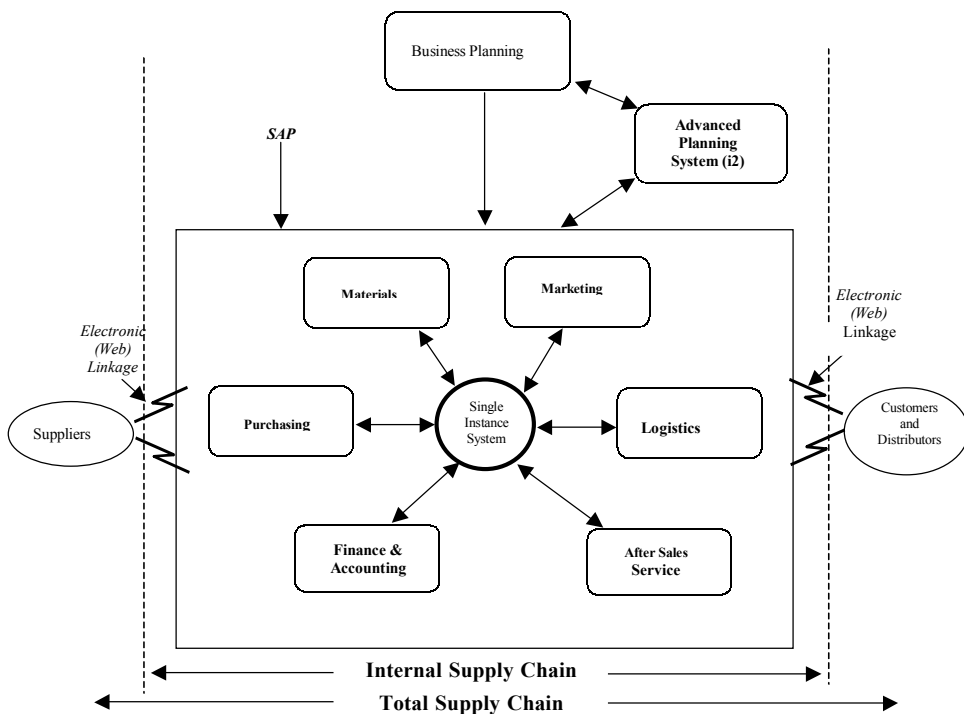 Business Planning
Advanced
Planning
System (i2)
SAP
Materials
Marketing
Electronic
(Web)
Linkage
Electronic
(Web)
Linkage
Suppliers
Purchasing
Single
Instance
System
Logistics
Customers
and
Distributors
Finance &
Accounting
After Sales
Service
Internal Supply Chain
Total Supply Chain